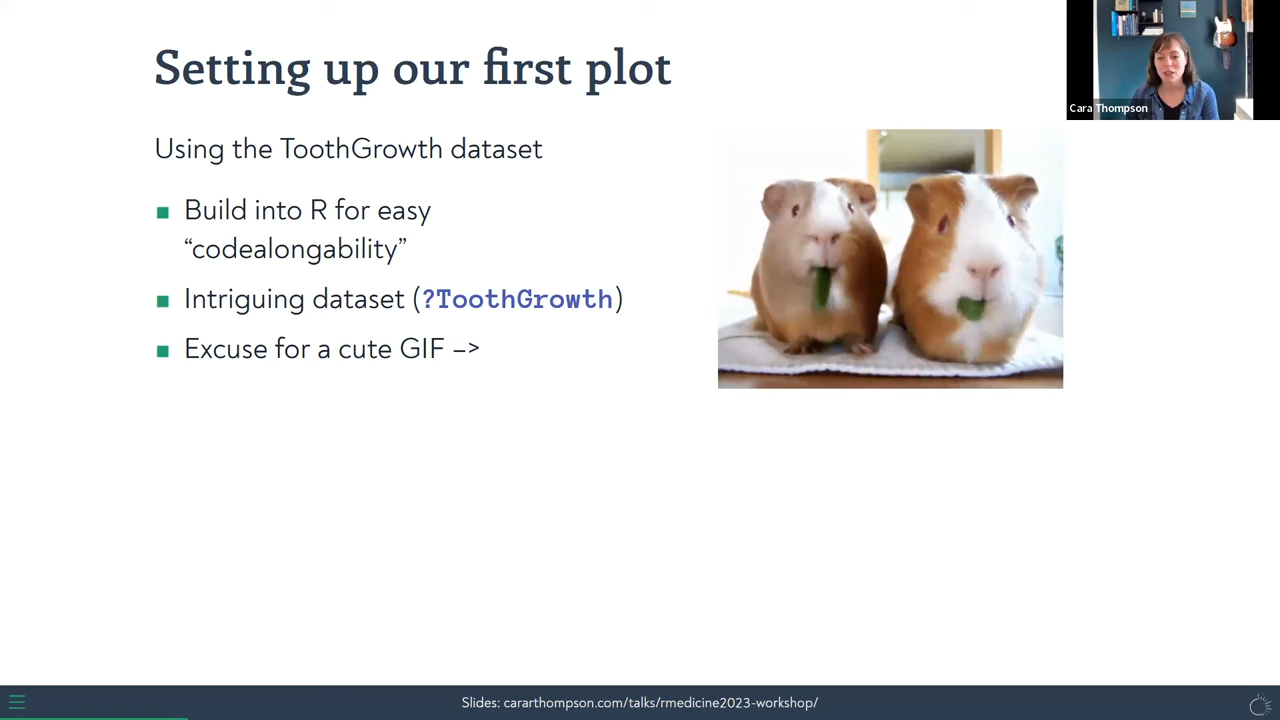 Setting up our first plot
Cara Thompson
Using the ToothGrowth dataset
■ Build into R for easy
“codealongability”
■ Intriguing dataset (?ToothGrowth)
■ Excuse for a cute GIF –>
Slides: cararthompson.com/talks/rmedicine2023-workshop/